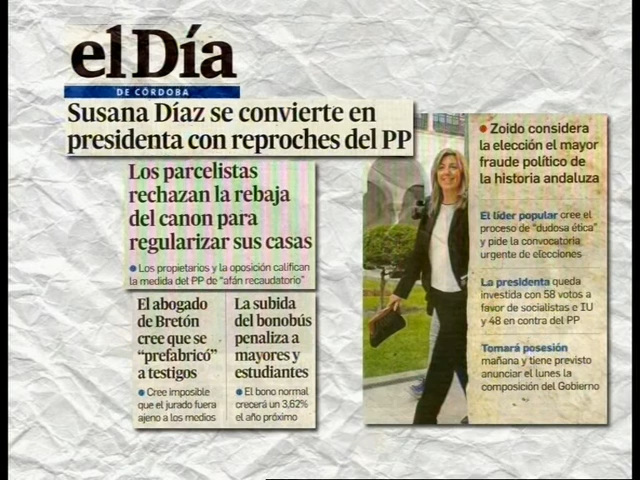 el Día
DE CÓRDOBA
Susana Díaz se convierte en
presidenta con reproches del PP
Los parcelistas
rechazan la rebaja
del canon para
regularizar sus casas
● Los propietarios y la oposición califican
la medida del PP de “afán recaudatorio”
El abogado
de Bretón
cree que se
“prefabricó”
a testigos
● Cree imposible
que el jurado fuera
ajeno a los medios
La subida
del bonobús
penaliza a
mayores y
estudiantes
● El bono normal
crecerá un 3,62%
el año próximo
● Zoido considera
la elección el mayor
fraude político de
la historia andaluza
El líder popular cree el
proceso de “dudosa ética”
y pide la convocatoria
urgente de elecciones
La presidenta queda
investida con 58 votos a
favor de socialistas e IU
y 48 en contra del PP
Tomará posesión
mañana y tiene previsto
anunciar el lunes la
composición del Gobierno